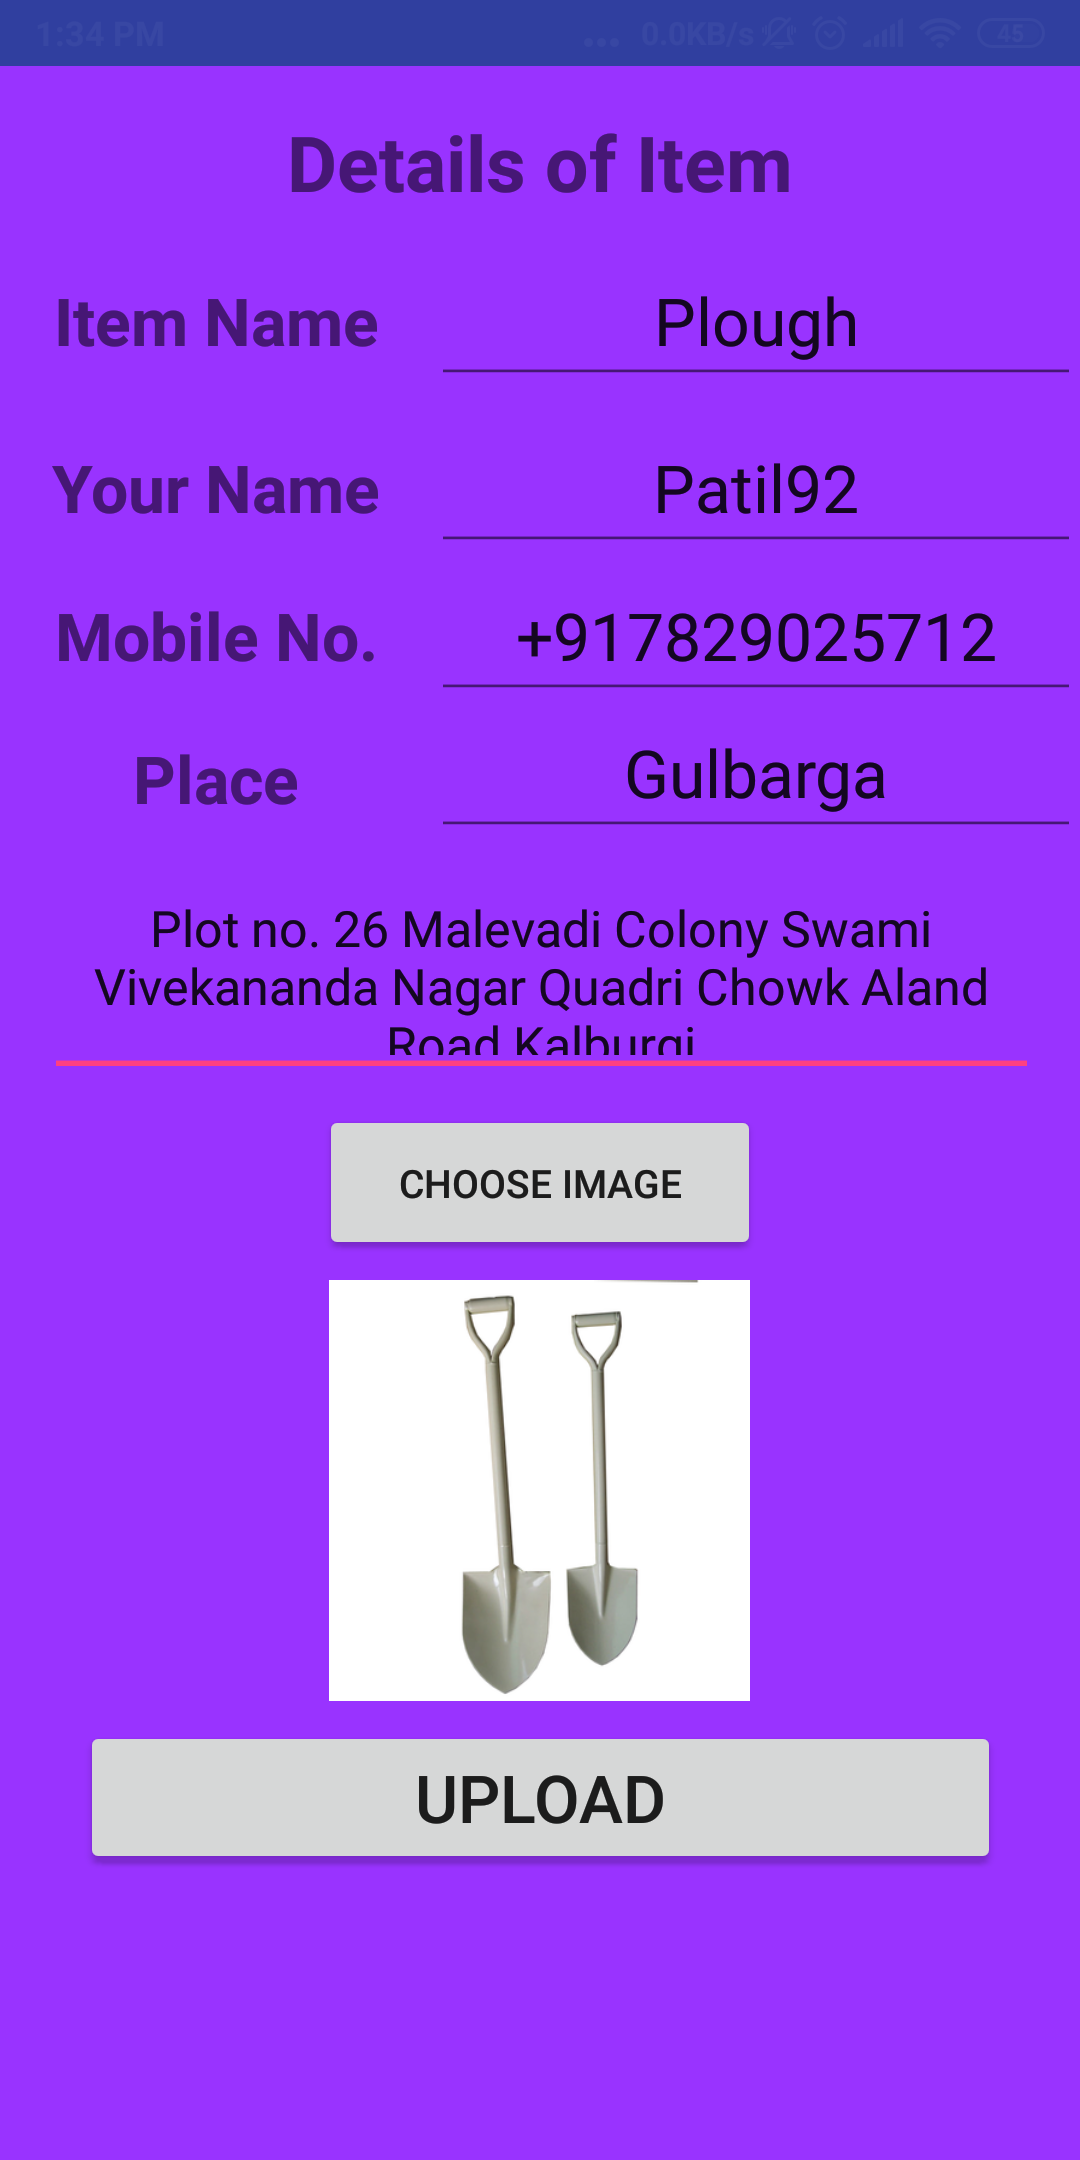 1:34 PM ... 0.0KB/s 45
Details of Item
Item Name Plough
Your Name Patil92
Mobile No. +917829025712
Place Gulbarga
Plot no. 26 Malevadi Colony Swami
Vivekananda Nagar Quadri Chowk Aland
Road Kalburgi
CHOOSE IMAGE
UPLOAD